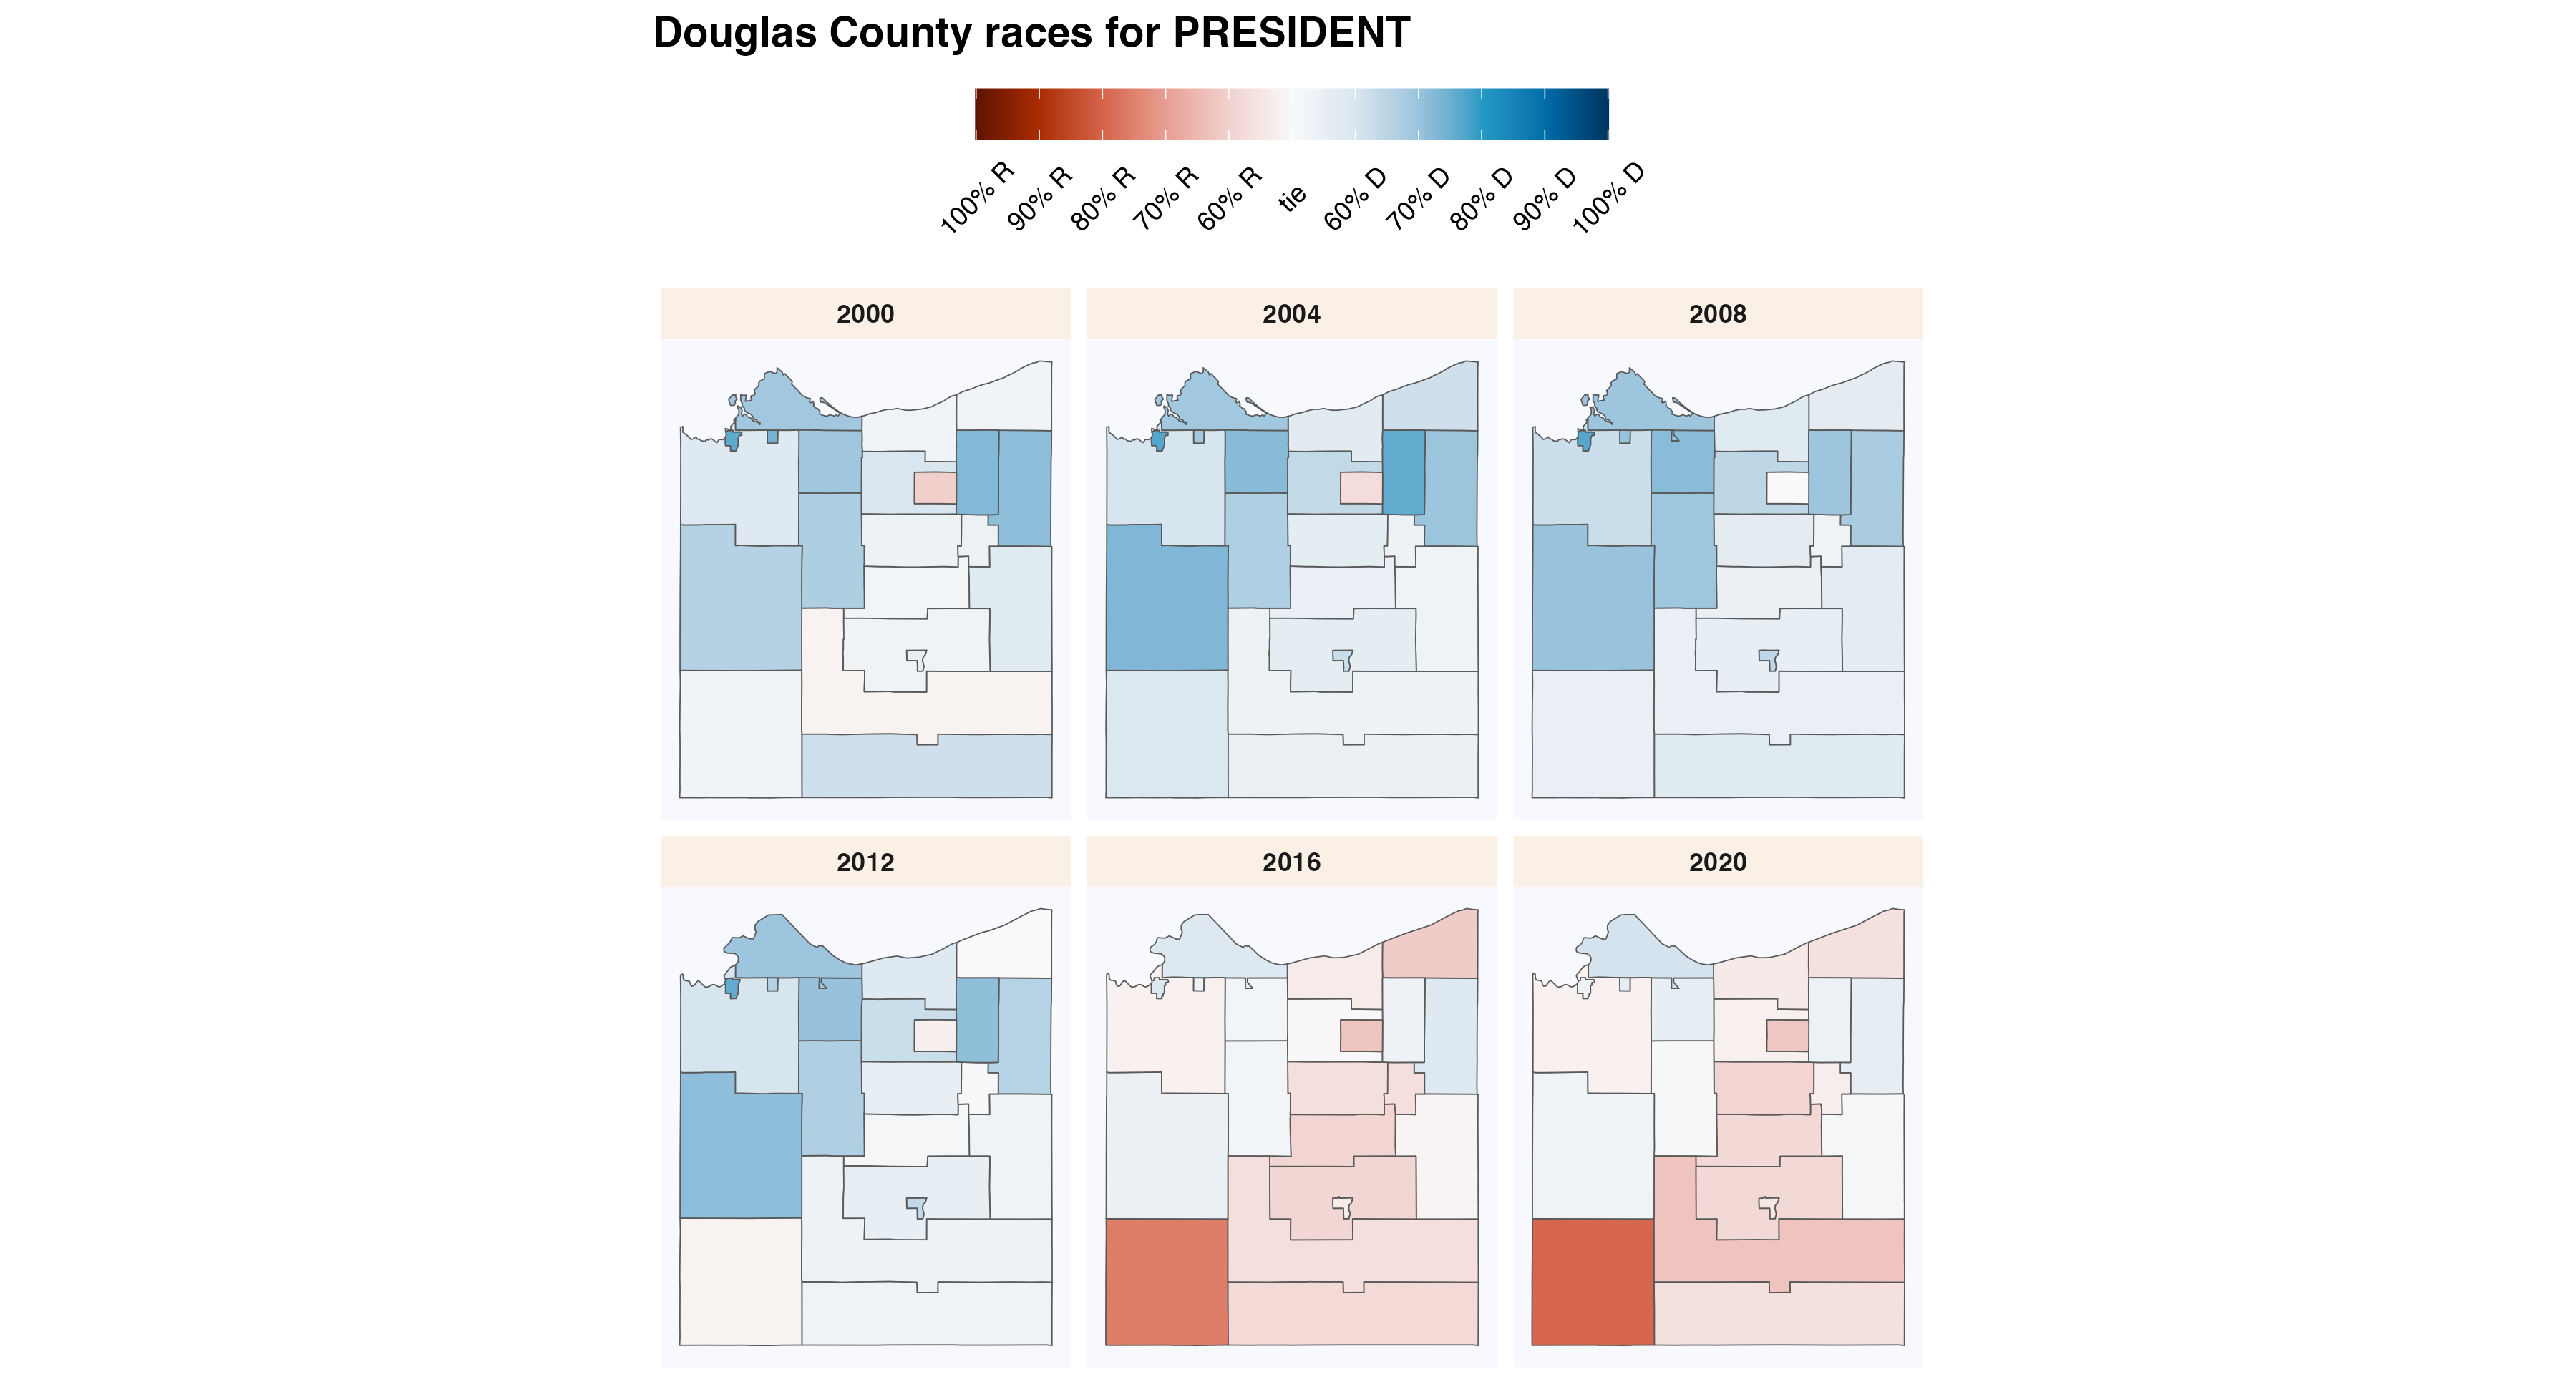 Douglas County races for PRESIDENT
100% R 90% R 80% R 70% R 60% R tie 60% D 70% D 80% D 90% D 100% D
2000 2004 2008
2012 2016 2020